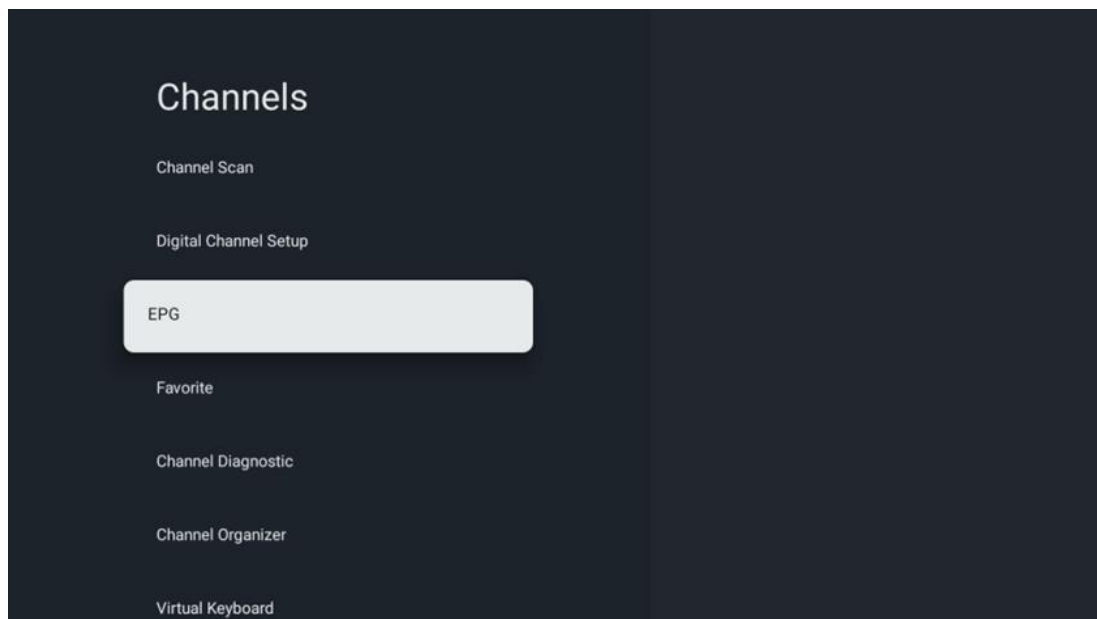 Channels
Channel Scan
Digital Channel Setup
EPG
Favorite
Channel Diagnostic
Channel Organizer
Virtual Keyboard